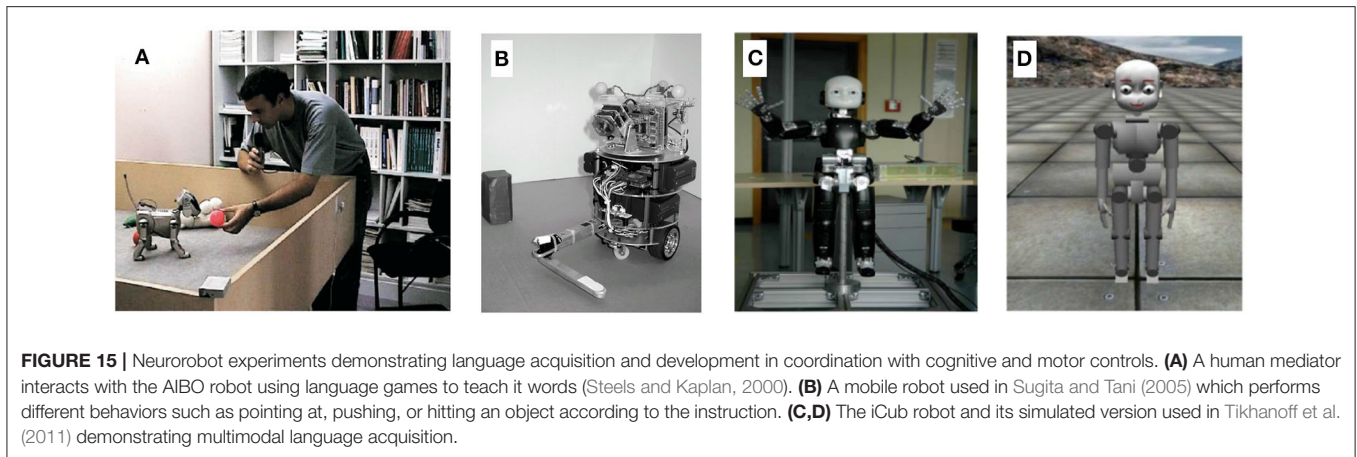 A
B
C
D
FIGURE 15 | Neurorobot experiments demonstrating language acquisition and development in coordination with cognitive and motor controls. (A) A human mediator
interacts with the AIBO robot using language games to teach it words (Steels and Kaplan, 2000). (B) A mobile robot used in Sugita and Tani (2005) which performs
different behaviors such as pointing at, pushing, or hitting an object according to the instruction. (C,D) The iCub robot and its simulated version used in Tikhanoff et al.
(2011) demonstrating multimodal language acquisition.